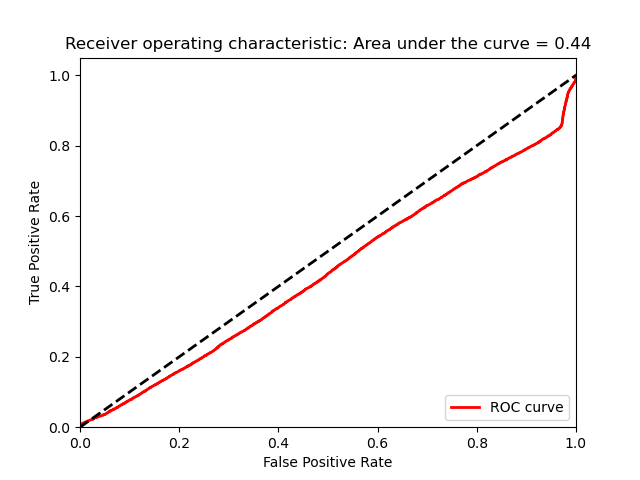 Receiver operating characteristic: Area under the curve = 0.44
True Positive Rate
1.0
0.8
0.6
0.4
0.2
0.0
ROC curve
0.0 0.2 0.4 0.6 0.8 1.0
False Positive Rate